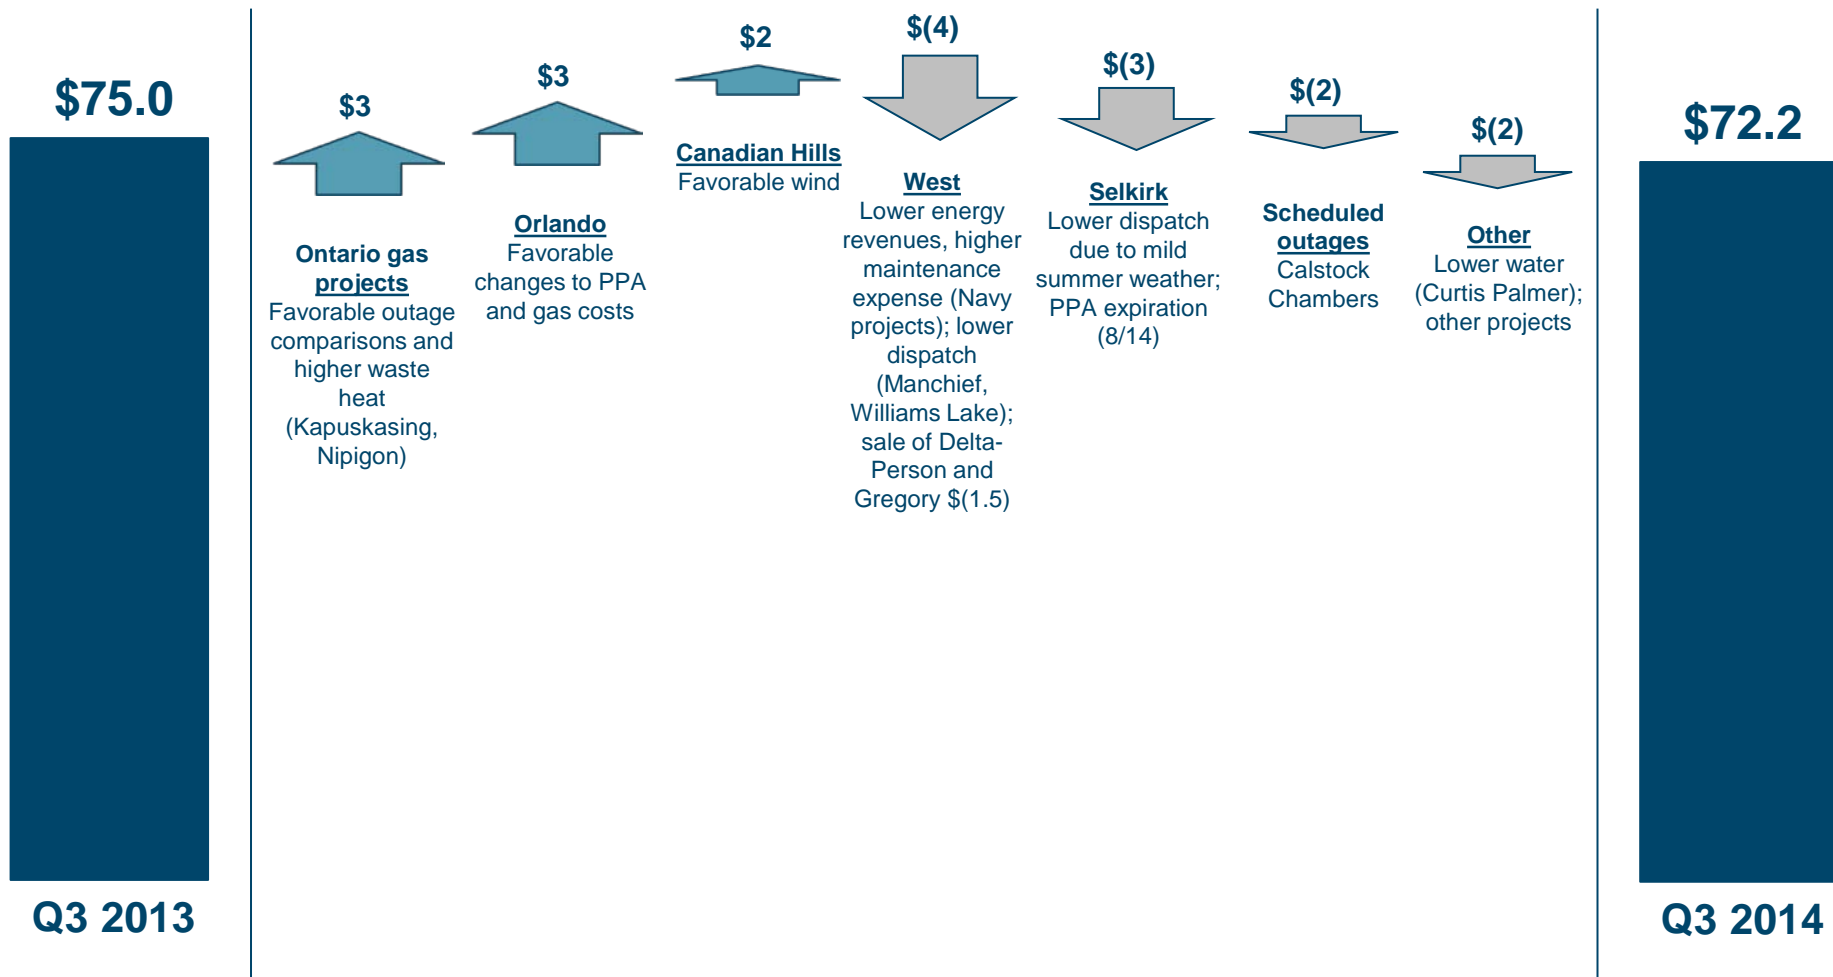 $75.0
Q3 2013
$3
Ontario gas
projects
Favorable outage
comparisons and
higher waste
heat
(Kapuskasing,
Nipigon)
$3
Orlando
Favorable
changes to PPA
and gas costs
$2
Canadian Hills
Favorable wind
$(4)
West
Lower energy
revenues, higher
maintenance
expense (Navy
projects); lower
dispatch
(Manchief,
Williams Lake);
sale of Delta-
Person and
Gregory $(1.5)
$(3)
Selkirk
Lower dispatch
due to mild
summer weather;
PPA expiration
(8/14)
$(2)
Scheduled
outages
Calstock
Chambers
$(2)
Other
Lower water
(Curtis Palmer);
other projects
$72.2
Q3 2014